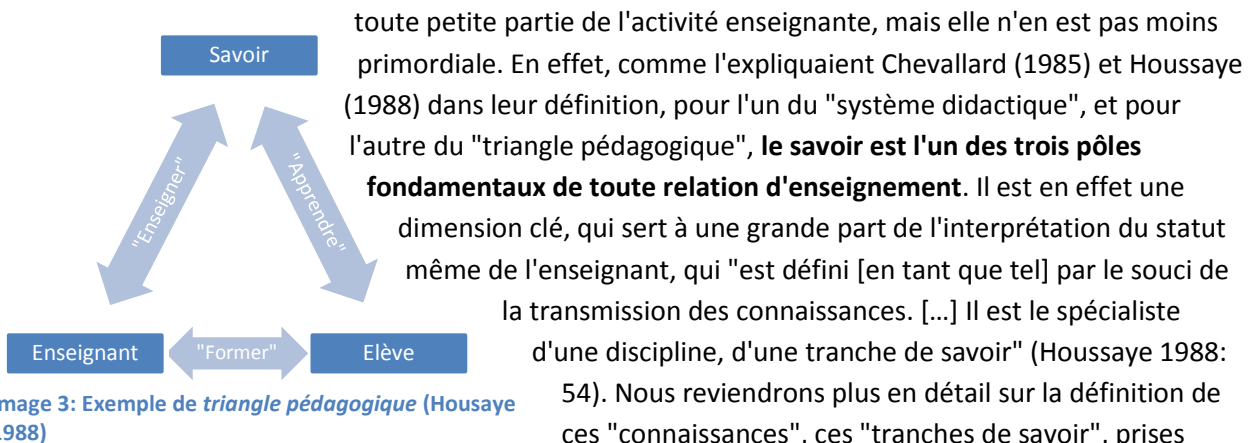 toute petite partie de l'activité enseignante, mais elle n'en est pas moins
primordiale. En effet, comme l'expliquaient Chevallard (1985) et Houssaye
(1988) dans leur définition, pour l'un du "système didactique", et pour
l'autre du "triangle pédagogique", le savoir est l'un des trois pôles
fondamentaux de toute relation d'enseignement. Il est en effet une
dimension clé, qui sert à une grande part de l'interprétation du statut
même de l'enseignant, qui "est défini [en tant que tel] par le souci de
la transmission des connaissances. […] Il est le spécialiste
d'une discipline, d'une tranche de savoir" (Houssaye 1988:
54). Nous reviendrons plus en détail sur la définition de
ces "connaissances", ces "tranches de savoir", prises
Savoir
"Enseigner"
"Apprendre"
Enseignant
"Former"
Elève
mage 3: Exemple de triangle pédagogique (Housaye
1988)